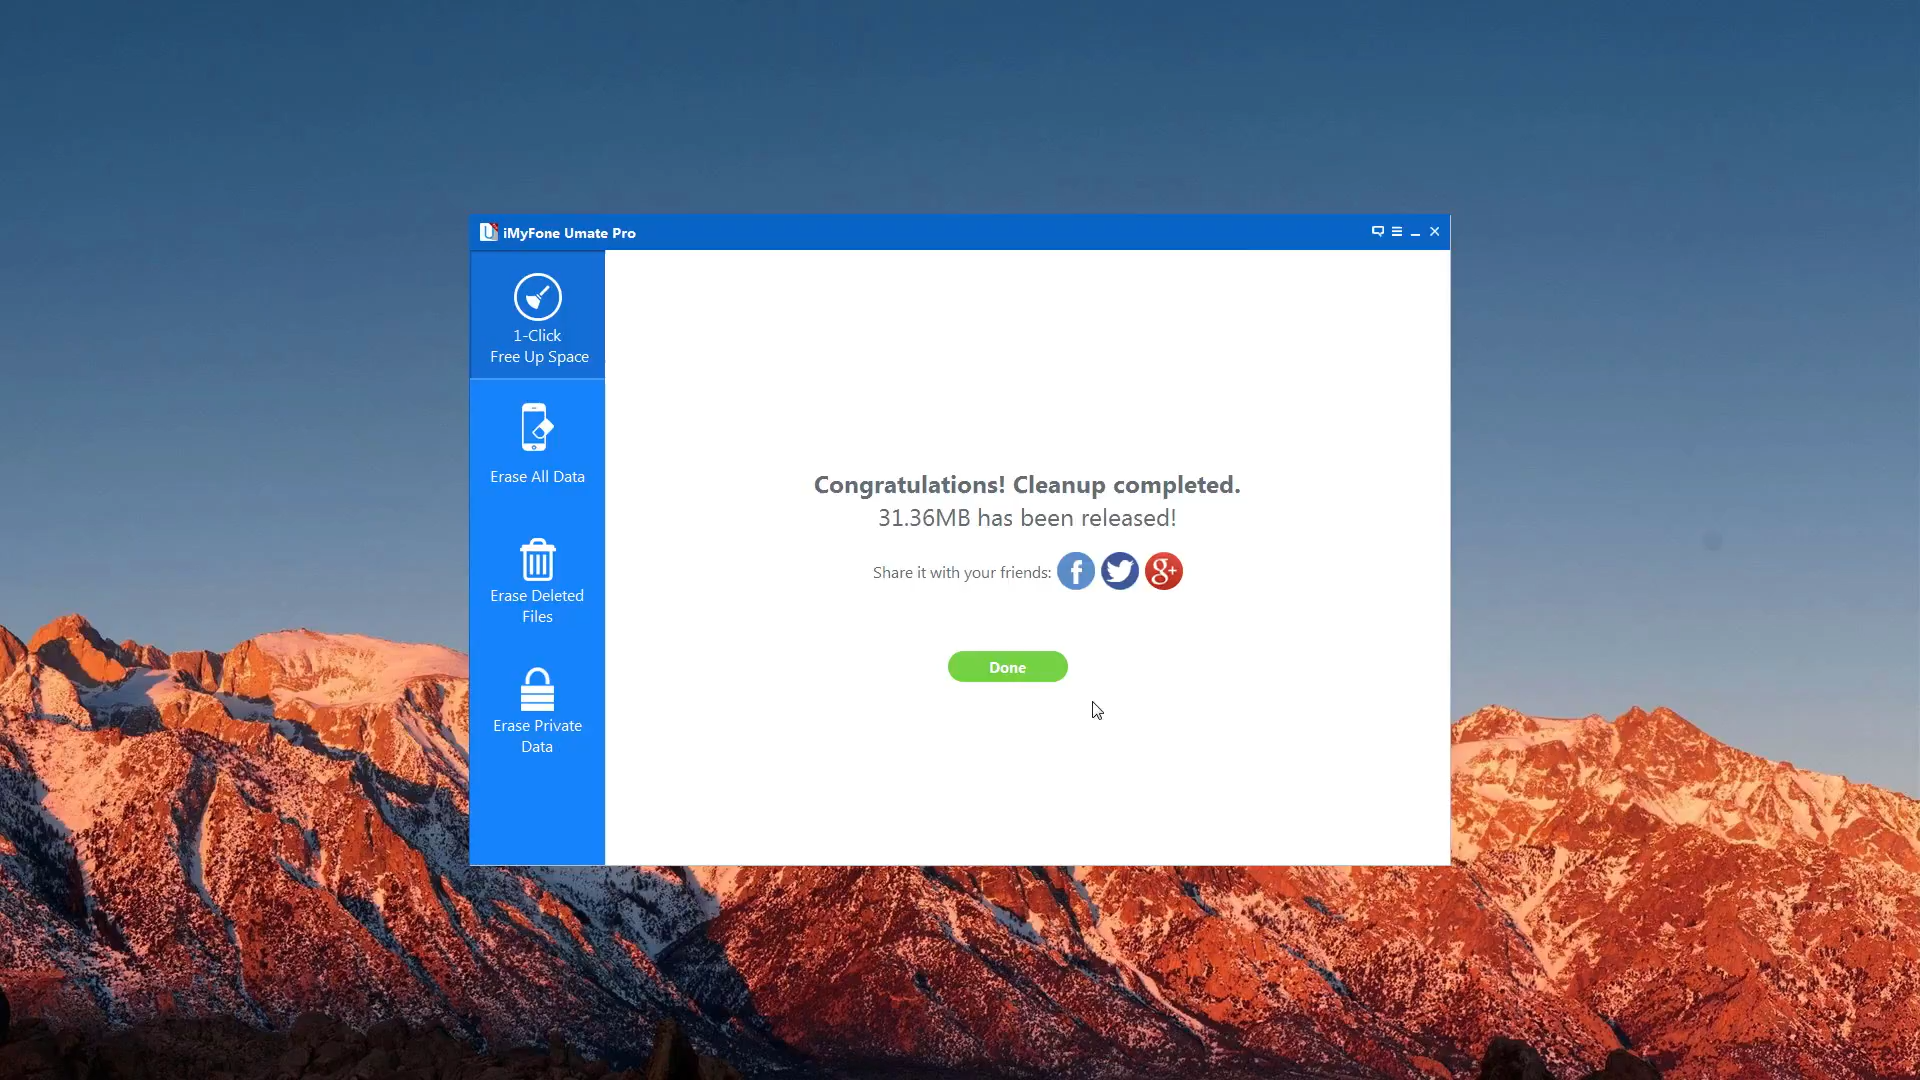 iMyFone Umate Pro
1-Click
Free Up Space
Erase All Data
Erase Deleted
Files
Erase Private
Data
Congratulations! Cleanup completed.
31.36MB has been released!
Share it with your friends: f g+
Done